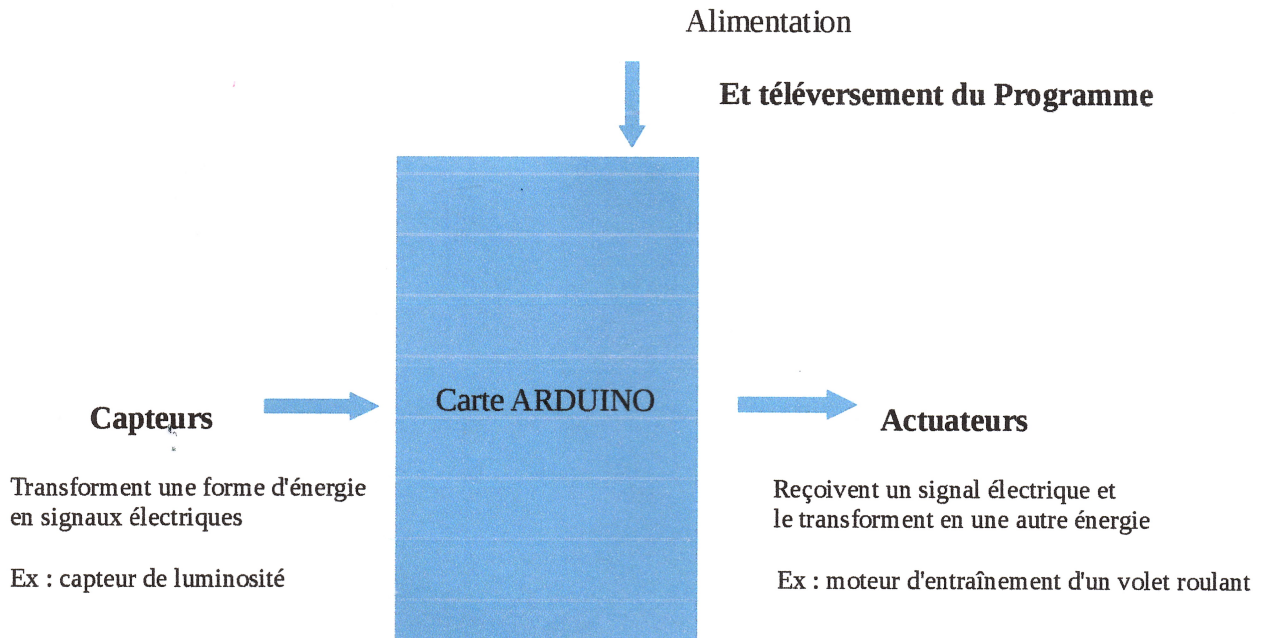 Alimentation
Et téléversement du Programme
Carte ARDUINO
Capteurs
Actuateurs
Transforment une forme d'énergie
en signaux électriques
Ex : capteur de luminosité
Reçoivent un signal électrique et
le transforment en une autre énergie
Ex : moteur d'entraînement d'un volet roulant